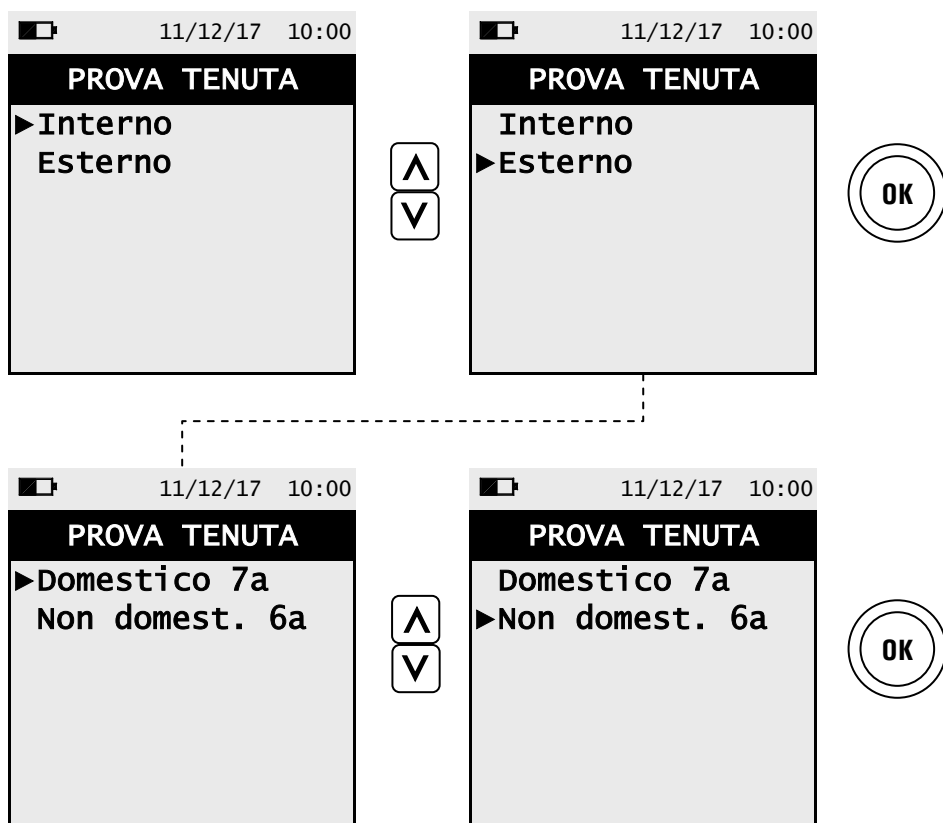 11/12/17 10:00
PROVA TENUTA
►Interno
Esterno
11/12/17 10:00
PROVA TENUTA
Interno
►Esterno
OK
11/12/17 10:00
PROVA TENUTA
►Domestico 7a
Non domest. 6a
11/12/17 10:00
PROVA TENUTA
Domestico 7a
►Non domest. 6a
OK